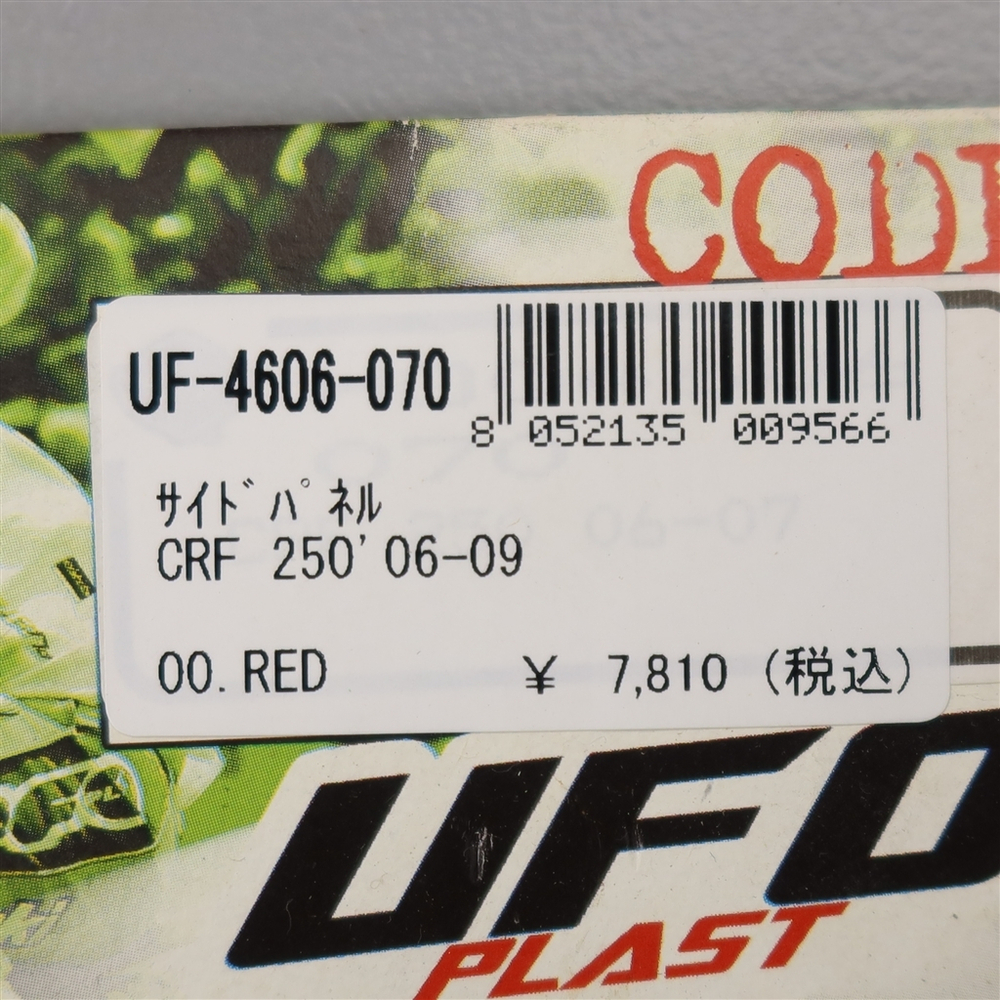 COD
UF-4606-070
8 052135 009566
サイドパネル
CRF 250'06-09
00.RED ¥ 7,810 (税込)
UFO
PLAST